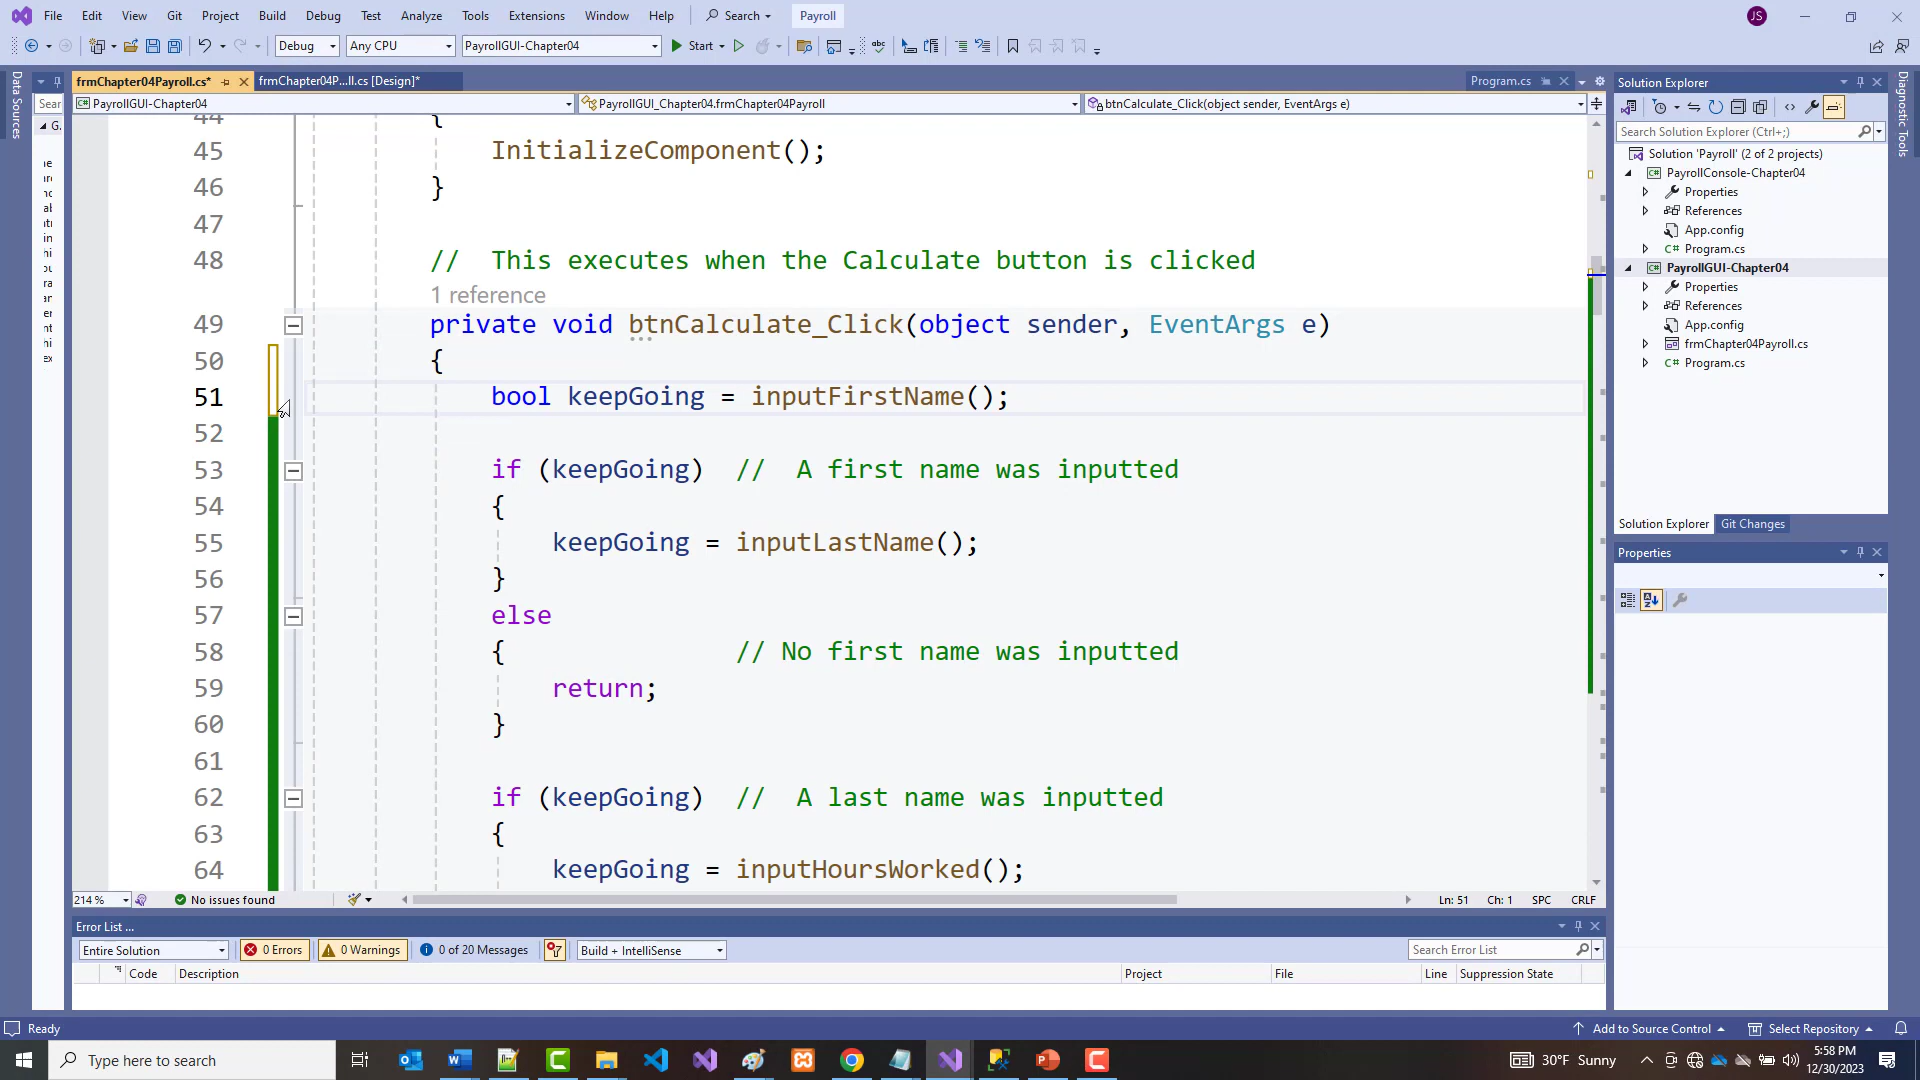 File Edit View Git Project Build Debug Test Analyze Tools Extensions Window Help Search Payroll JS
Debug Any CPU PayrollGUI-Chapter04 Start
frmChapter04Payroll.cs* frmChapter04P...ll.cs [Design]* Program.cs
PayrollGUI-Chapter04 PayrollGUI_Chapter04.frmChapter04Payroll btnCalculate_Click(object sender, EventArgs e)
Data Sources
Sear
G
44 {
45 InitializeComponent();
46 }
47
48 // This executes when the Calculate button is clicked
1 reference
49 private void btnCalculate_Click(object sender, EventArgs e)
50 {
51 bool keepGoing = inputFirstName();
52
53 if (keepGoing) // A first name was inputted
54 {
55 keepGoing = inputLastName();
56 }
57 else
58 { // No first name was inputted
59 return;
60 }
61
62 if (keepGoing) // A last name was inputted
63 {
64 keepGoing = inputHoursWorked();
214 % No issues found Ln: 51 Ch: 1 SPC CRLF
Error List ...
Entire Solution 0 Errors 0 Warnings 0 of 20 Messages Build + IntelliSense Search Error List
Code Description Project File Line Suppression State
Solution Explorer
Search Solution Explorer (Ctrl+;)
Solution 'Payroll' (2 of 2 projects)
PayrollConsole-Chapter04
Properties
References
App.config
C# Program.cs
PayrollGUI-Chapter04
Properties
References
App.config
frmChapter04Payroll.cs
C# Program.cs
Solution Explorer Git Changes
Properties
Diagnostic Tools
Ready Add to Source Control Select Repository
Type here to search 30°F Sunny 5:58 PM
12/30/2023